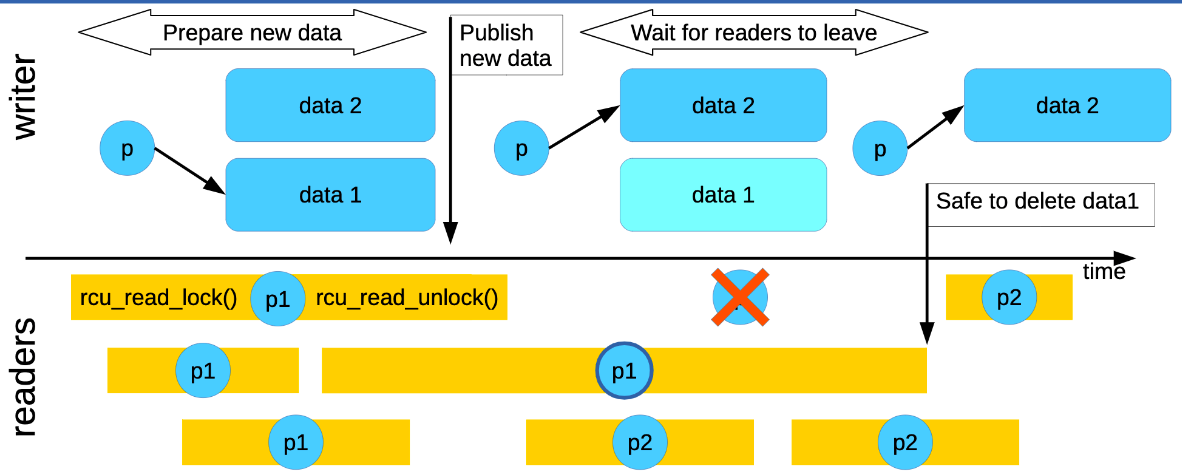 Prepare new data
Publish
new data
Wait for readers to leave
writer
data 2
data 2
data 2
p
p
p
data 1
data 1
Safe to delete data1
time
rcu_read_lock()
p1
rcu_read_unlock()
p2
readers
p1
p1
p1
p2
p2